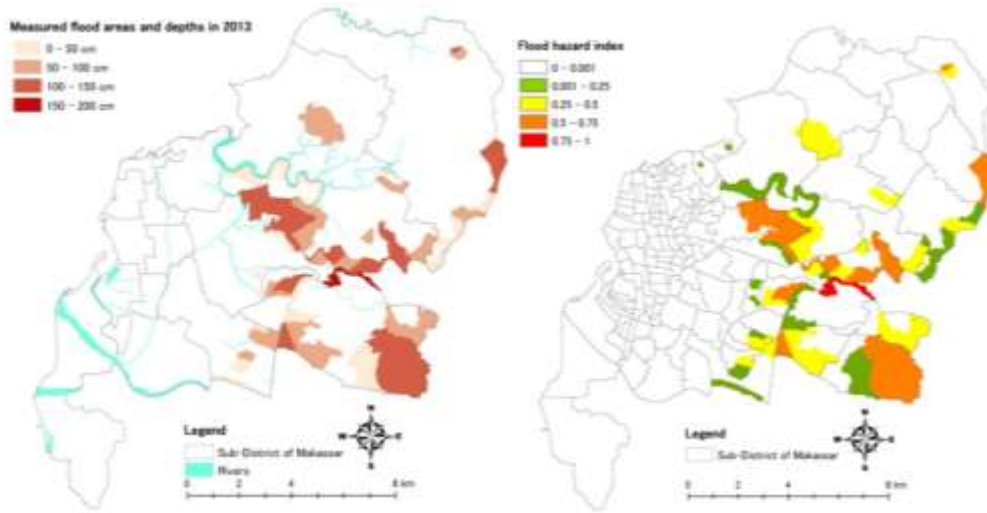 Measured flood areas and depths in 2013
0 - 50 cm
50 - 100 cm
100 - 150 cm
150 - 200 cm
Legend
Sub-District of Makassar
Rivers
N
W E
S
0 2 4 8 km
Flood hazard index
0 - 0.001
0.001 - 0.25
0.25 - 0.5
0.5 - 0.75
0.75 - 1
Legend
Sub-District of Makassar
N
W E
S
0 2 4 8 km